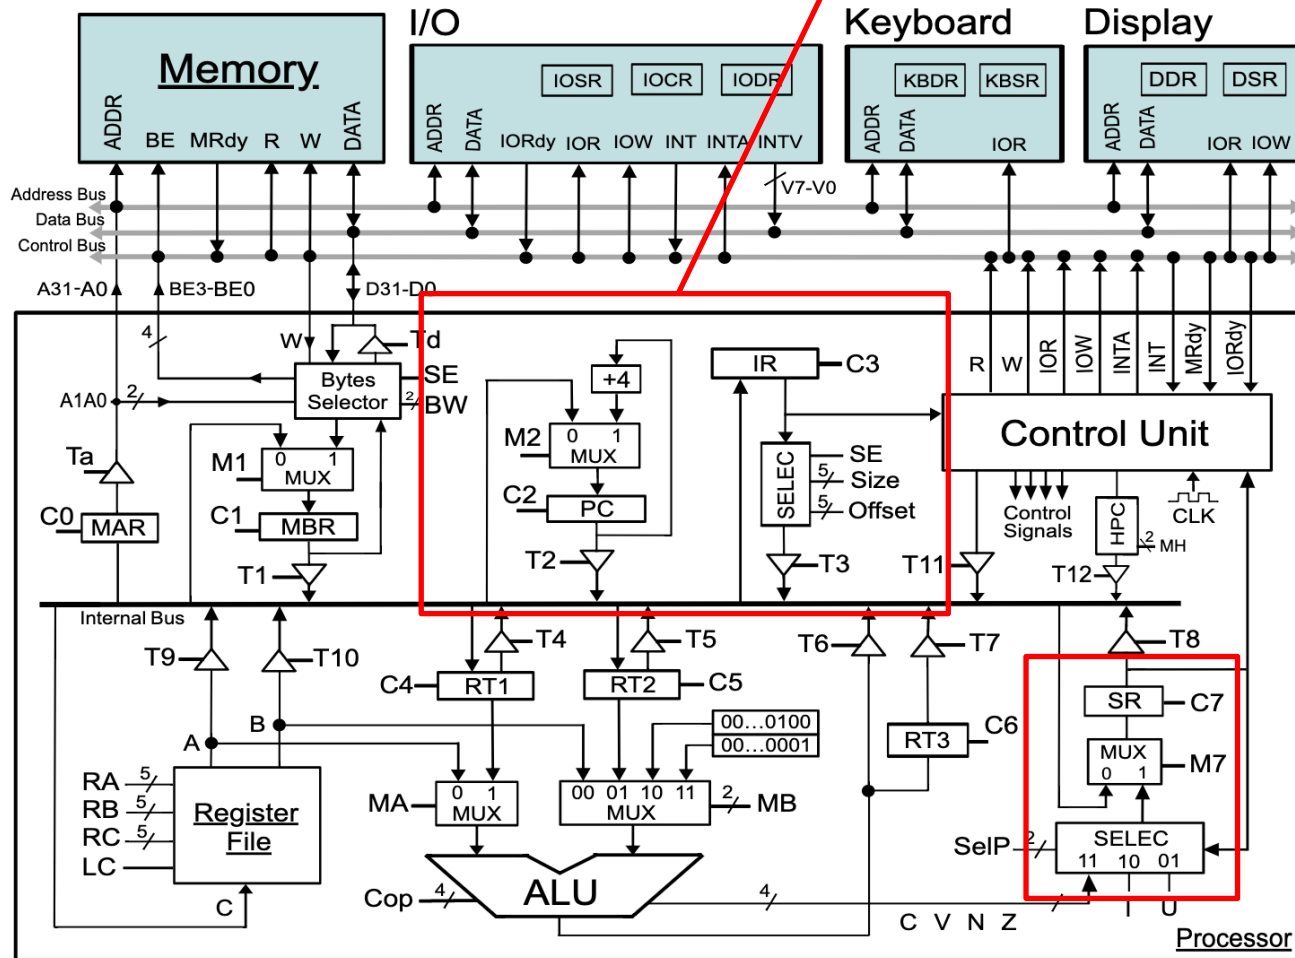 I/O
Keyboard
Display
Memory
IOSR IOCR IODR
KBDR KBSR
DDR DSR
ADDR BE MRdy R W DATA
ADDR DATA IORdy IOR IOW INT INTA INTV
ADDR DATA IOR
ADDR DATA IOR IOW
V7-V0
Address Bus
Data Bus
Control Bus
A31-A0 BE3-BE0 D31-D0
4 W Td
R W IOR IOW INTA INT MRdy IORdy
Bytes Selector
SE
2 BW
A1A0 2
+4
IR C3
Control Unit
Ta
M1 0 1 MUX
M2 0 1 MUX
SELEC
SE
5 Size
5 Offset
Control Signals
CLK
C0 MAR
C1 MBR
C2 PC
HPC 2 MH
T1
T2
T3
T11
T12
Internal Bus
T9
T10
T4
T5
T6
T7
T8
C4 RT1
RT2 C5
SR C7
A
B
00...0100
00...0001
RT3 C6
MUX 0 1 M7
RA 5
RB 5
RC 5
LC
Register File
C
MA 0 1 MUX
00 01 10 11 MUX 2 MB
SelP 2 SELEC
11 10 01
Cop 4 ALU 4
C V N Z
I U
Processor